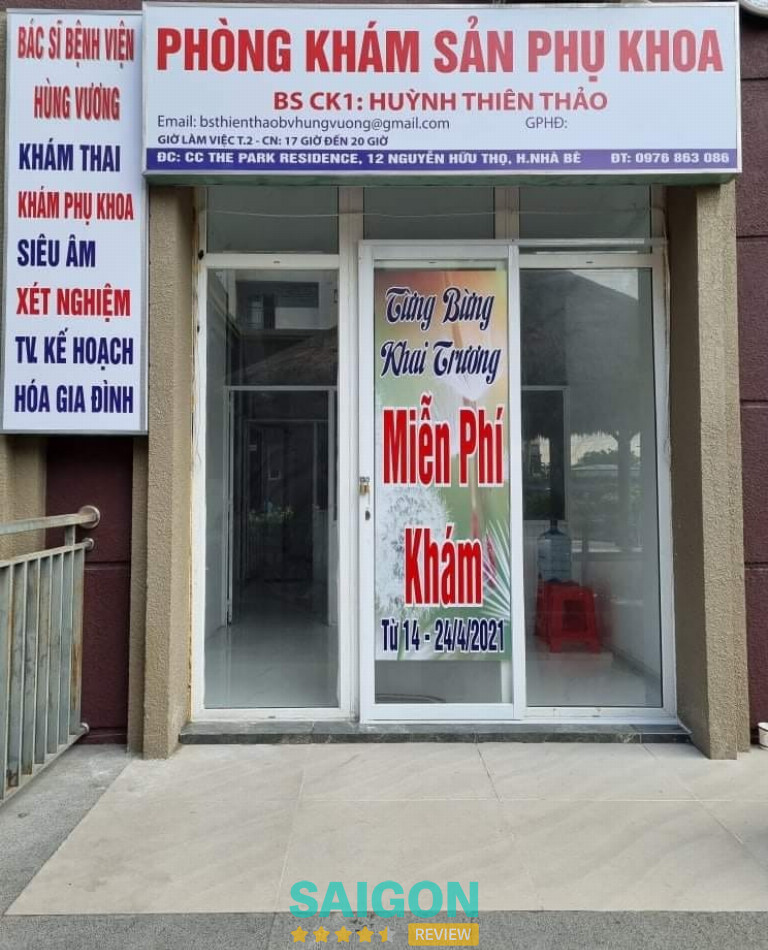 BÁC SĨ BỆNH VIỆN
HÙNG VƯƠNG
KHÁM THAI
KHÁM PHỤ KHOA
SIÊU ÂM
XÉT NGHIỆM
TV. KẾ HOẠCH
HÓA GIA ĐÌNH
PHÒNG KHÁM SẢN PHỤ KHOA
BS CK1: HUỲNH THIÊN THẢO
Email: bsthienthaobvhungvuong@gmail.com GPHĐ:
GIỜ LÀM VIỆC T.2 - CN: 17 GIỜ ĐẾN 20 GIỜ
ĐC: CC THE PARK RESIDENCE, 12 NGUYỄN HỮU THỌ, H.NHÀ BÈ ĐT: 0976 863 086
Từng Bừng
Khai Trương
Miễn Phí
Khám
Từ 14 - 24/4/2021
SAIGON
REVIEW